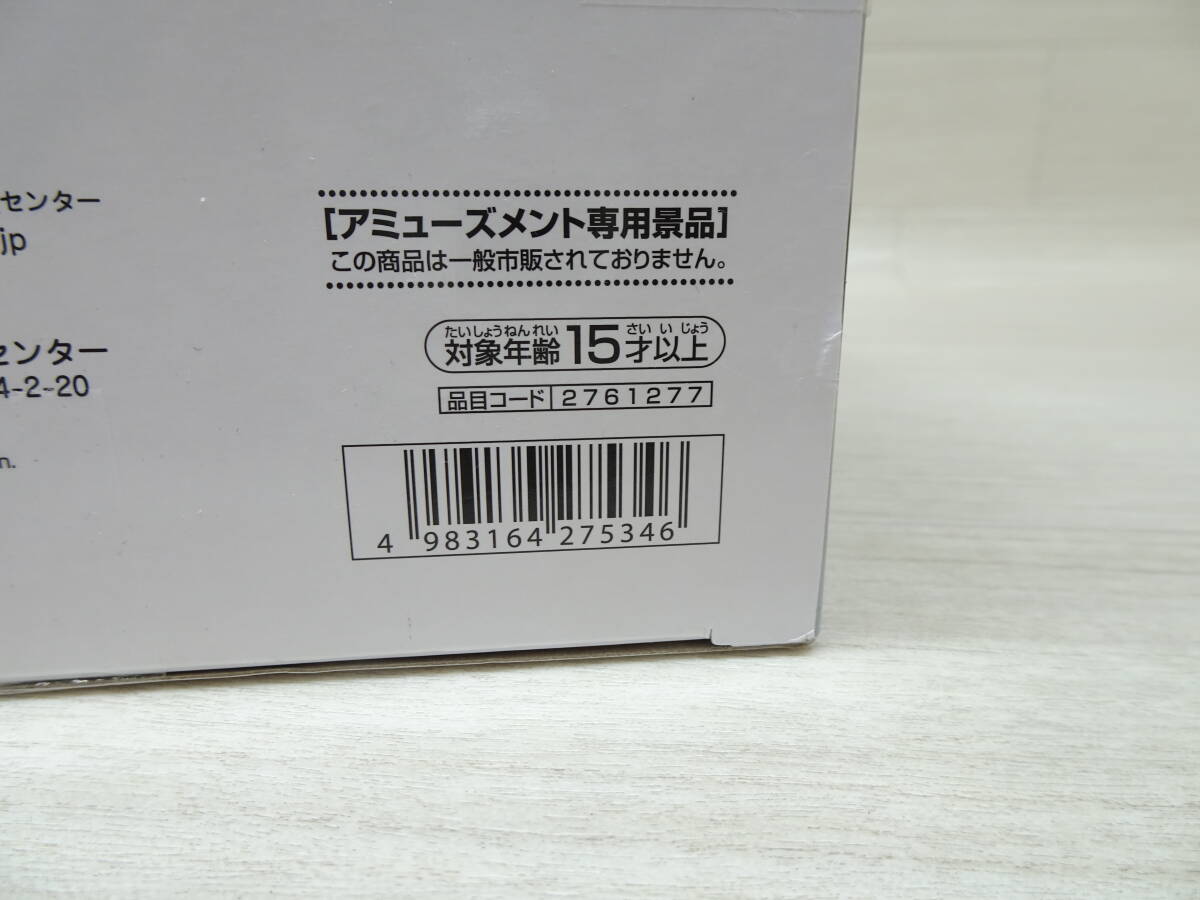 センター
jp
[アミューズメント専用景品]
この商品は一般市販されておりません。
センター
4-2-20
n.
たいしょうねんれい さい い じょう
対象年齢15才以上
品目コード 2761277
4 983164 275346